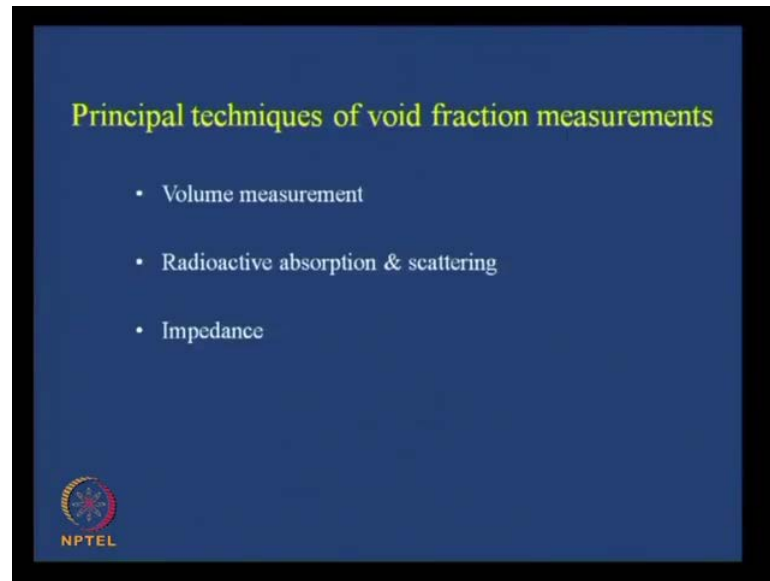 Principal techniques of void fraction measurements
• Volume measurement
• Radioactive absorption & scattering
• Impedance
NPTEL